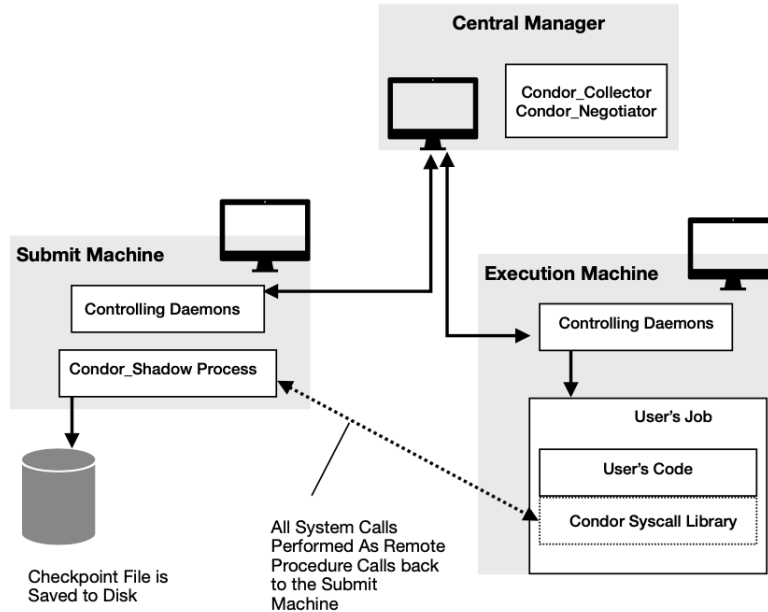 Central Manager
Condor_Collector
Condor_Negotiator
Submit Machine
Controlling Daemons
Condor_Shadow Process
Execution Machine
Controlling Daemons
User's Job
User's Code
Condor Syscall Library
All System Calls
Performed As Remote
Procedure Calls back
to the Submit
Machine
Checkpoint File is
Saved to Disk